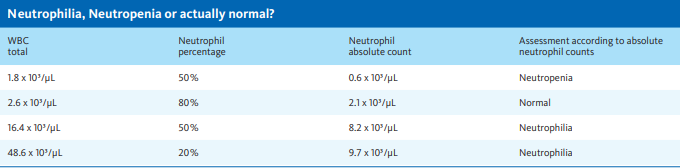 Neutrophilia, Neutropenia or actually normal?
WBC total Neutrophil percentage Neutrophil absolute count Assessment according to absolute neutrophil counts
1.8 x 10³/µL 50 % 0.6 x 10³/µL Neutropenia
2.6 x 10³/µL 80 % 2.1 x 10³/µL Normal
16.4 x 10³/µL 50 % 8.2 x 10³/µL Neutrophilia
48.6 x 10³/µL 20 % 9.7 x 10³/µL Neutrophilia